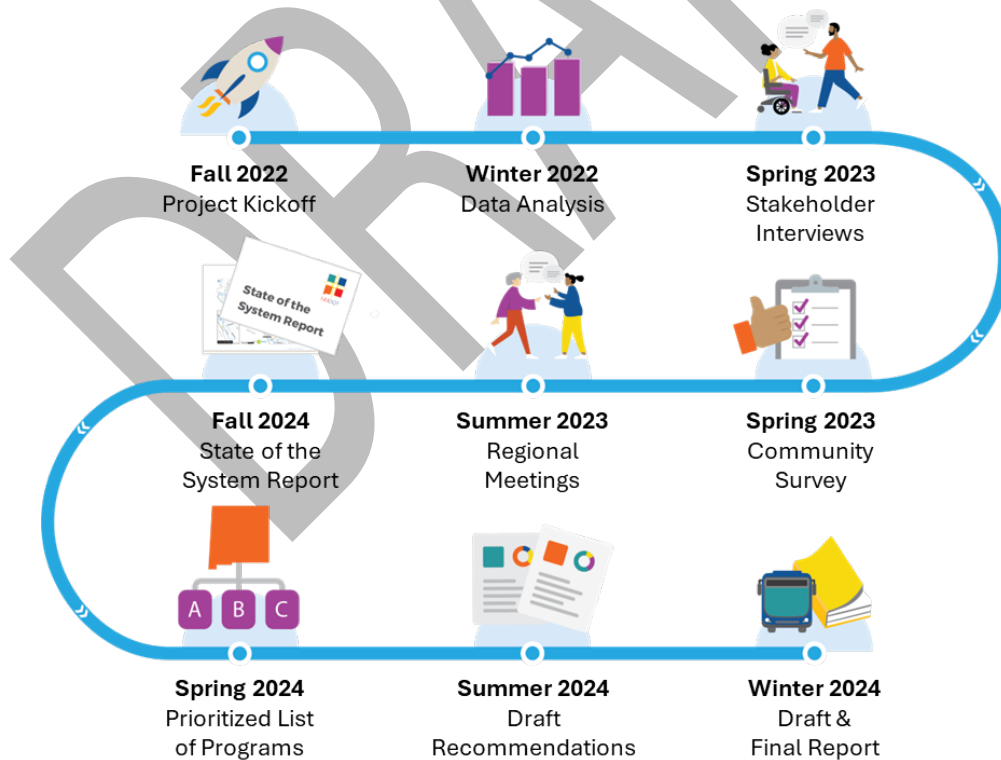 DRA
Fall 2022
Project Kickoff
Winter 2022
Data Analysis
Spring 2023
Stakeholder
Interviews
State of the
System Report
Fall 2024
State of the
System Report
Summer 2023
Regional
Meetings
Spring 2023
Community
Survey
A B C
Spring 2024
Prioritized List
of Programs
Summer 2024
Draft
Recommendations
Winter 2024
Draft &
Final Report